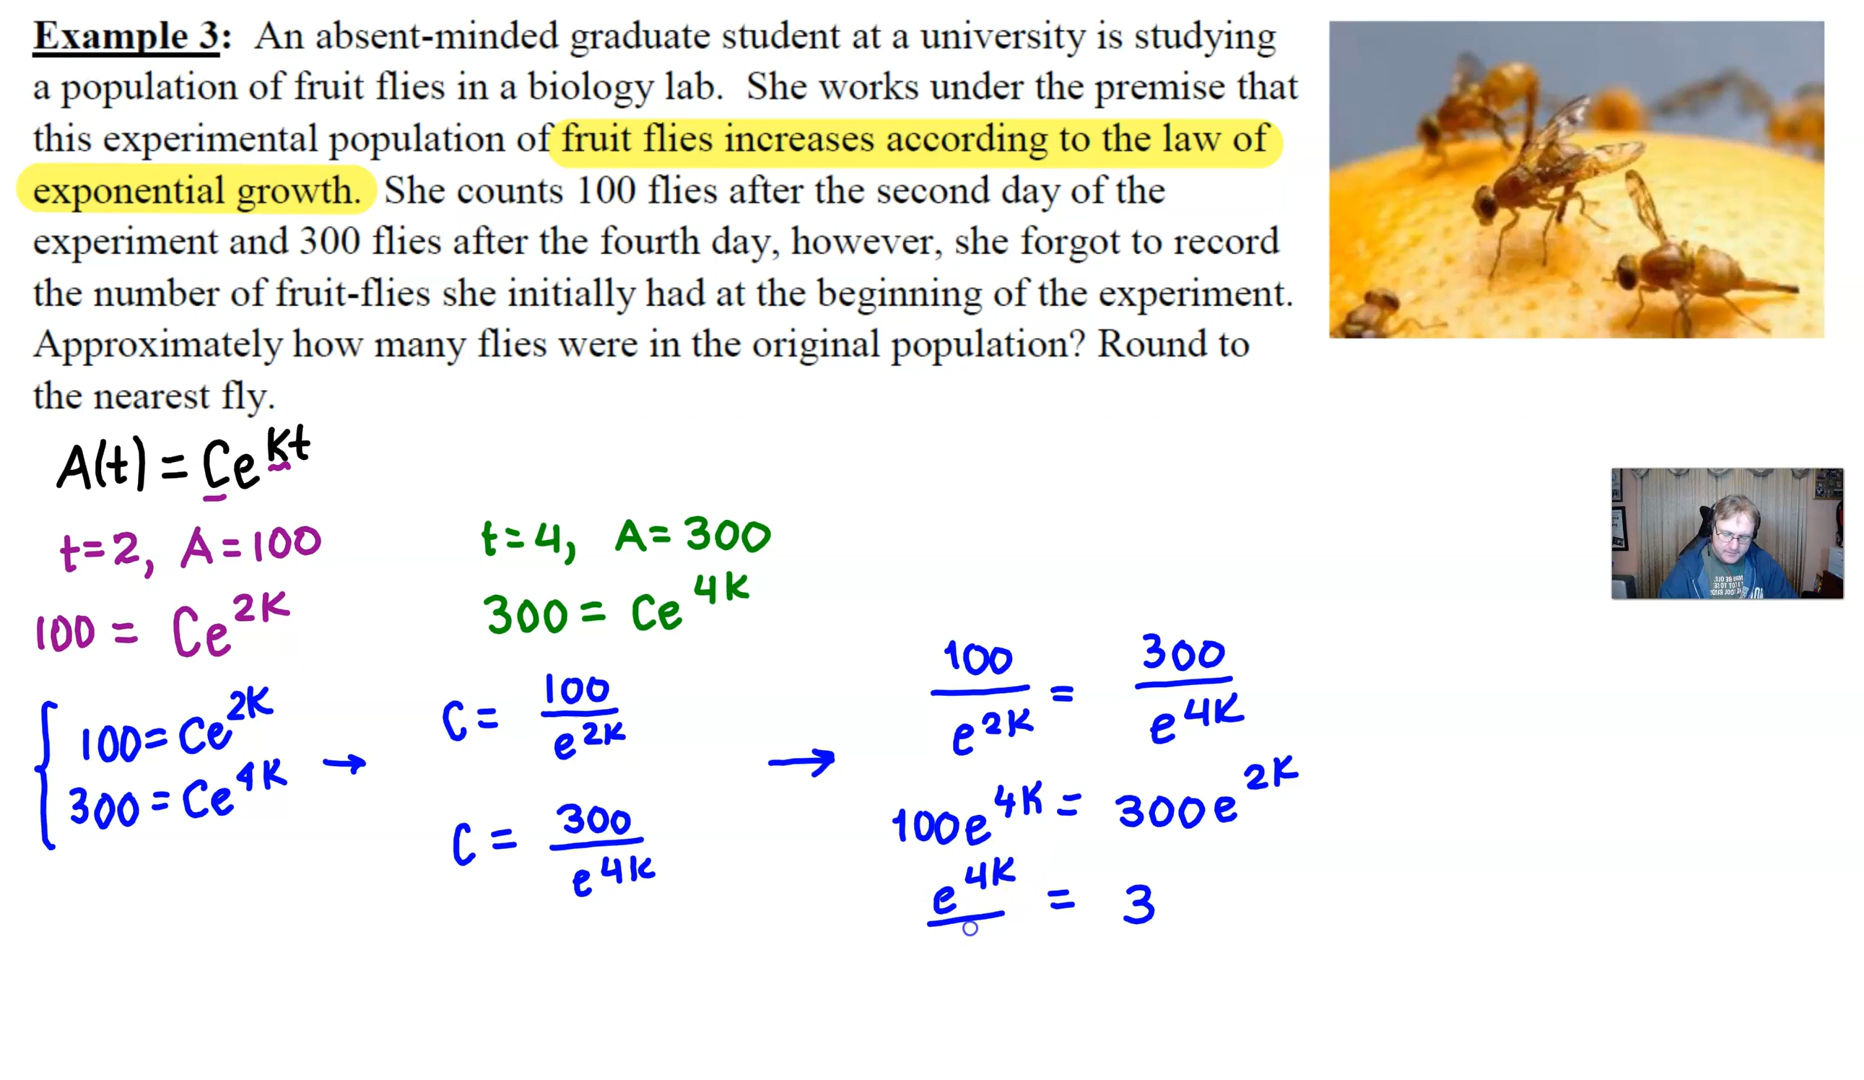 Example 3: An absent-minded graduate student at a university is studying
a population of fruit flies in a biology lab. She works under the premise that
this experimental population of fruit flies increases according to the law of
exponential growth. She counts 100 flies after the second day of the
experiment and 300 flies after the fourth day, however, she forgot to record
the number of fruit-flies she initially had at the beginning of the experiment.
Approximately how many flies were in the original population? Round to
the nearest fly.
A(t) = Ce^{kt}
t=2, A=100
100 = Ce^{2K}
t=4, A=300
300 = Ce^{4K}
100 = Ce^{2K}
300 = Ce^{4K}
→
C = 100/e^{2K}
C = 300/e^{4K}
→
100/e^{2K} = 300/e^{4K}
100e^{4K} = 300e^{2K}
e^{4K}/ = 3